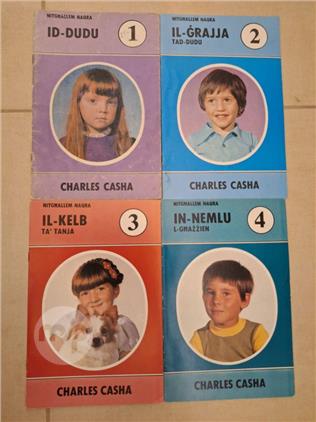 NITGĦALLEM NAQRA
ID-DUDU
1
CHARLES CASHA
NITGĦALLEM NAQRA
IL-ĠRAJJA
TAD-DUDU
2
CHARLES CASHA
NITGĦALLEM NAQRA
IL-KELB
TA' TANJA
3
CHARLES CASHA
NITGĦALLEM NAQRA
IN-NEMLU
L-GĦAŻŻIEN
4
CHARLES CASHA